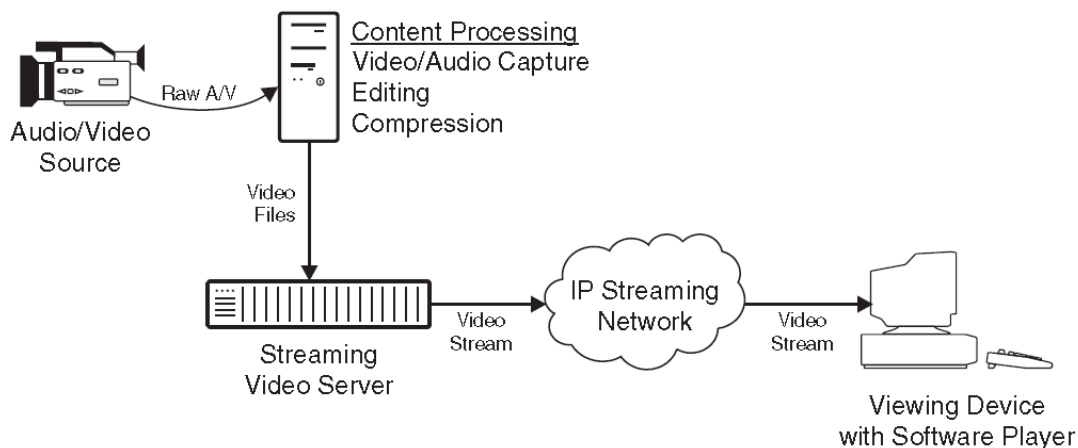 Content Processing
Video/Audio Capture
Editing
Compression
Raw A/V
Audio/Video
Source
Video
Files
IP Streaming
Network
Video
Stream
Video
Stream
Streaming
Video Server
Viewing Device
with Software Player